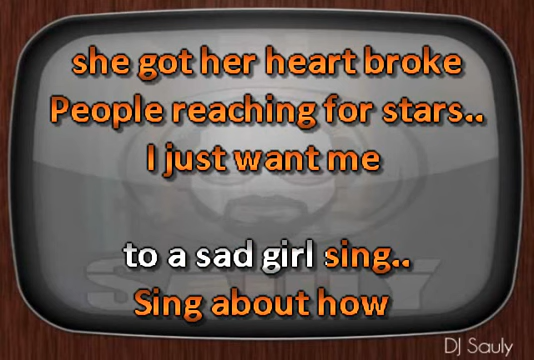 she got her heart broke
People reaching for stars..
I just want me
to a sad girl sing..
Sing about how
DJ Sauly